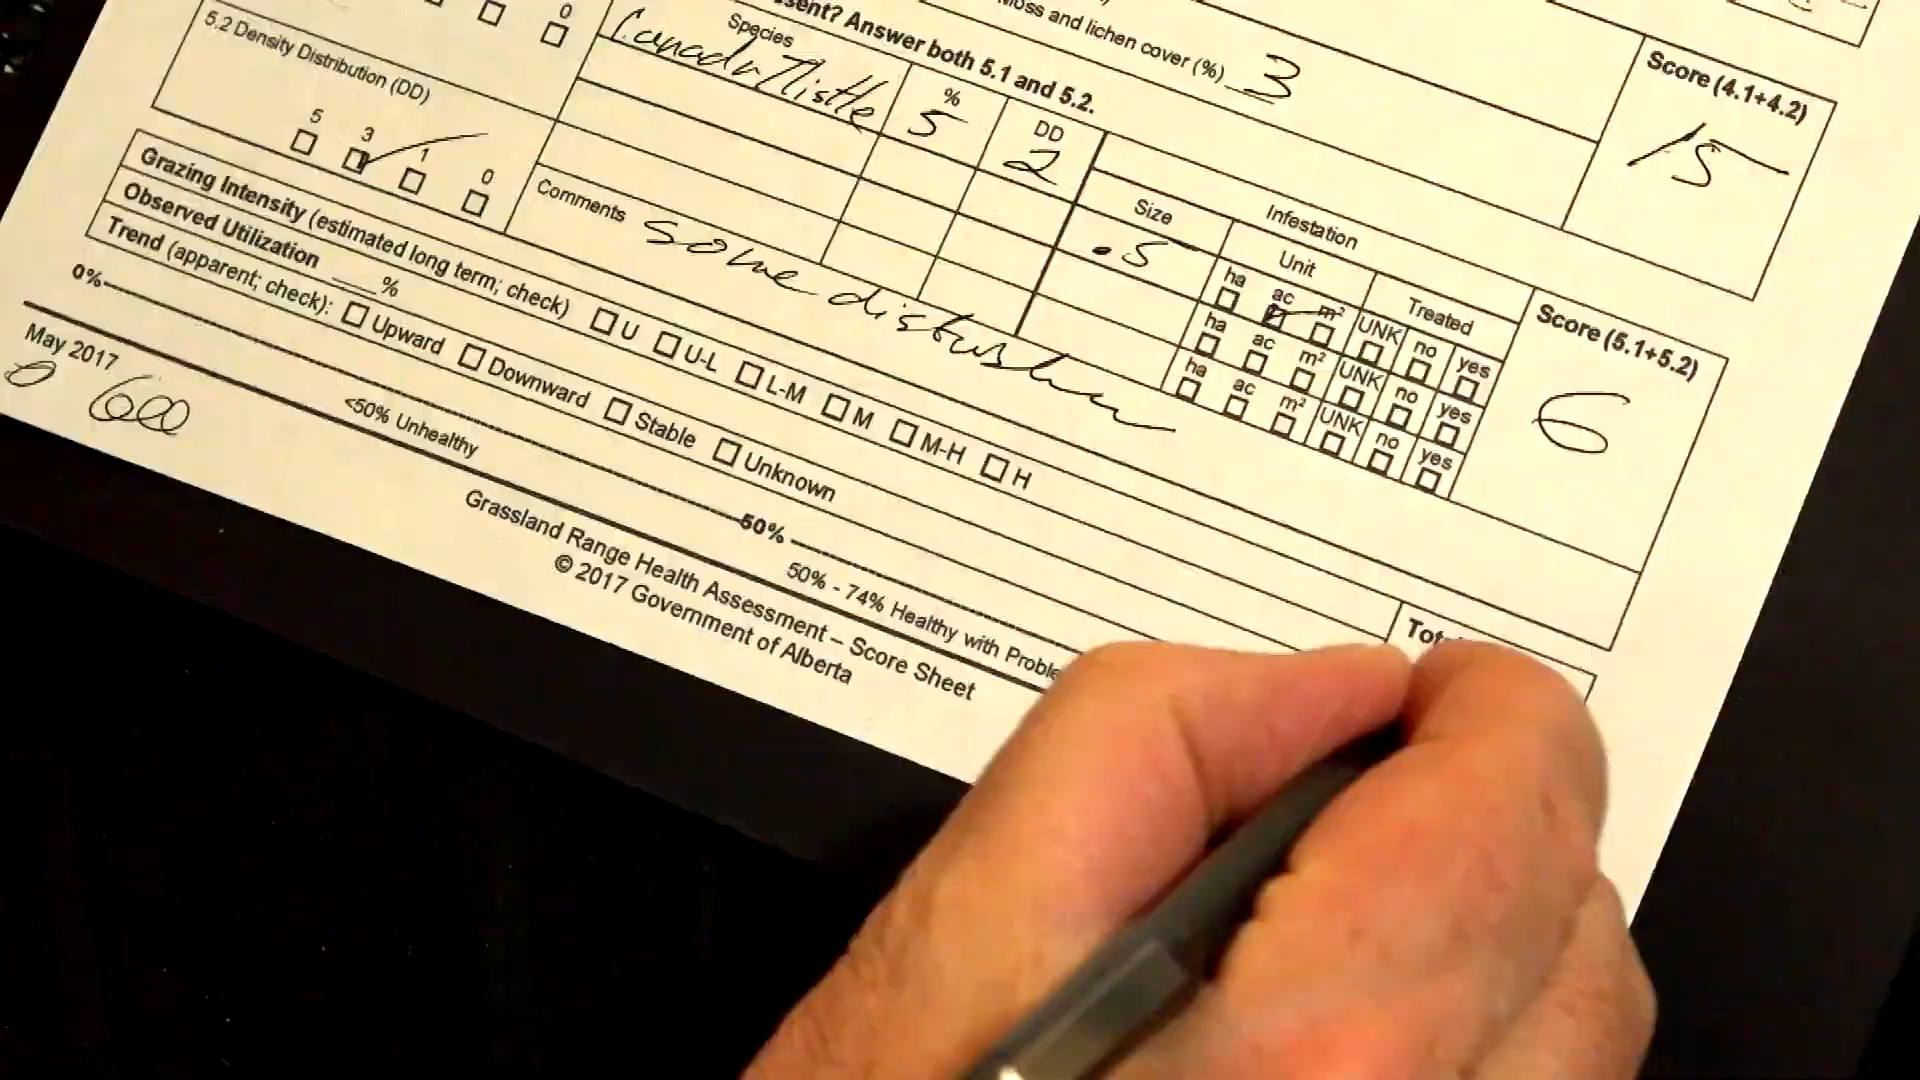 Moss and lichen cover (%) 3
Score (4.1+4.2)
15
sent? Answer both 5.1 and 5.2.
0
5.2 Density Distribution (DD)
5 3 1 0
Species % DD
Canada Thistle 5 2
Infestation
Size Unit Treated
.5 ha ac m² UNK no yes
ha ac m² UNK no yes
ha ac m² UNK no yes
Score (5.1+5.2)
6
Comments some
Grazing Intensity (estimated long term; check) U U-L L-M M M-H H
Observed Utilization ____%
Trend (apparent; check): Upward Downward Stable Unknown
0% 50%
<50% Unhealthy 50% - 74% Healthy with Proble
May 2017
Grassland Range Health Assessment – Score Sheet
© 2017 Government of Alberta